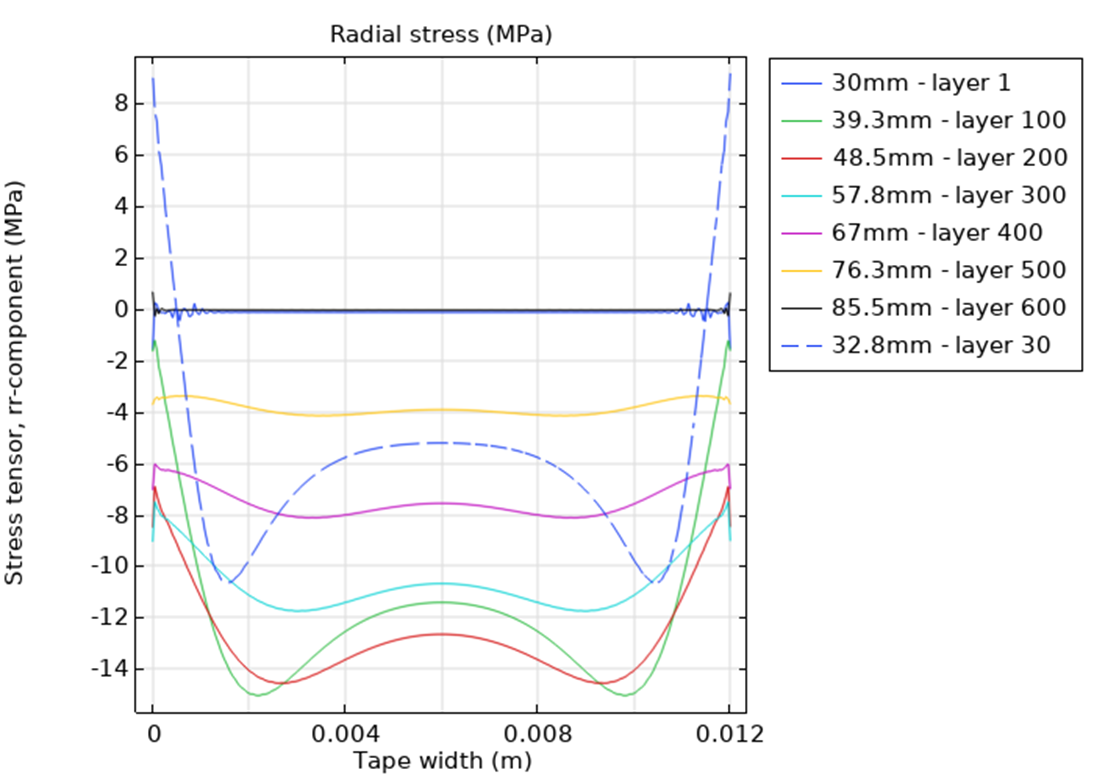 Radial stress (MPa)
Stress tensor, rr-component (MPa)
8
6
4
2
0
-2
-4
-6
-8
-10
-12
-14
0 0.004 0.008 0.012
Tape width (m)
30mm - layer 1
39.3mm - layer 100
48.5mm - layer 200
57.8mm - layer 300
67mm - layer 400
76.3mm - layer 500
85.5mm - layer 600
32.8mm - layer 30